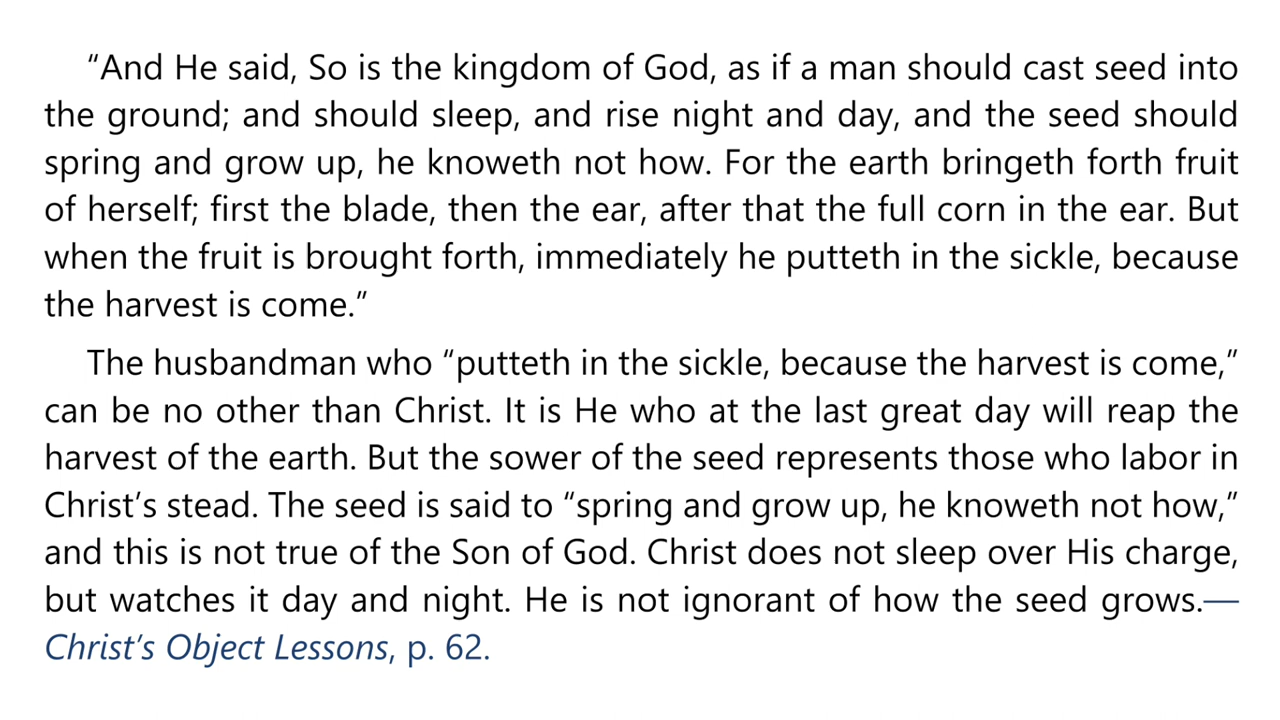 “And He said, So is the kingdom of God, as if a man should cast seed into
the ground; and should sleep, and rise night and day, and the seed should
spring and grow up, he knoweth not how. For the earth bringeth forth fruit
of herself; first the blade, then the ear, after that the full corn in the ear. But
when the fruit is brought forth, immediately he putteth in the sickle, because
the harvest is come.”
The husbandman who “putteth in the sickle, because the harvest is come,”
can be no other than Christ. It is He who at the last great day will reap the
harvest of the earth. But the sower of the seed represents those who labor in
Christ’s stead. The seed is said to “spring and grow up, he knoweth not how,”
and this is not true of the Son of God. Christ does not sleep over His charge,
but watches it day and night. He is not ignorant of how the seed grows.—
Christ’s Object Lessons, p. 62.